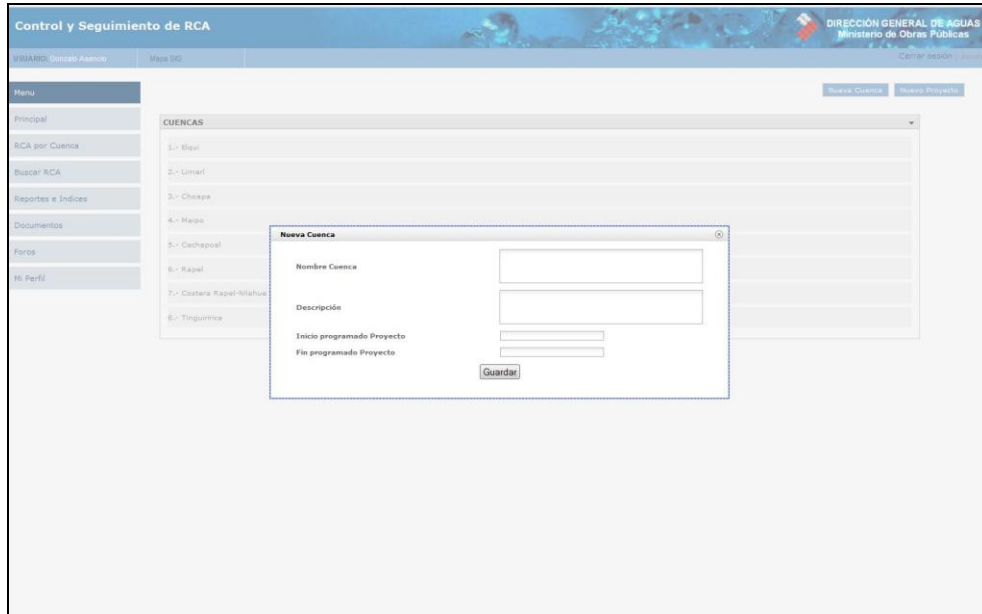 Control y Seguimiento de RCA
DIRECCIÓN GENERAL DE AGUAS
Ministerio de Obras Públicas
USUARIO: Gonzalo Asencio
Mapa SIG
Cerrar sesión
Menu
Nueva Cuenca
Nuevo Proyecto
Principal
RCA por Cuenca
Buscar RCA
Reportes e Indices
Documentos
Foros
Mi Perfil
CUENCAS
1.- Elqui
2.- Limarí
3.- Choapa
4.- Maipo
5.- Cachapoal
6.- Rapel
7.- Costera Rapel-Nilahue
8.- Tinguiririca
Nueva Cuenca
Nombre Cuenca
Descripción
Inicio programado Proyecto
Fin programado Proyecto
Guardar